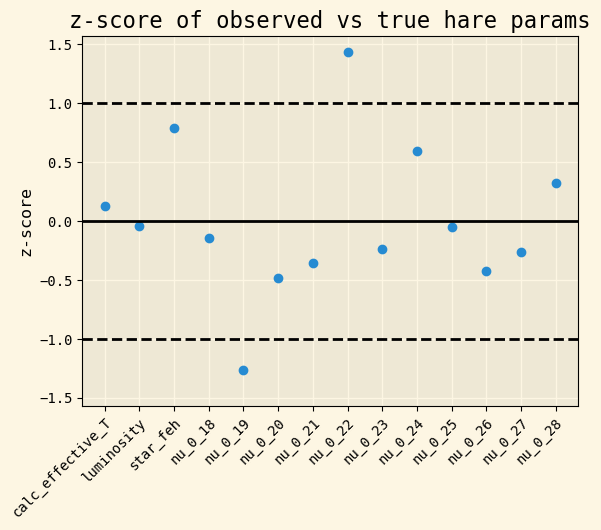 z-score of observed vs true hare params
1.5
1.0
0.5
0.0
−0.5
−1.0
−1.5
z-score
calc_effective_T
luminosity
star_feh
nu_0_18
nu_0_19
nu_0_20
nu_0_21
nu_0_22
nu_0_23
nu_0_24
nu_0_25
nu_0_26
nu_0_27
nu_0_28